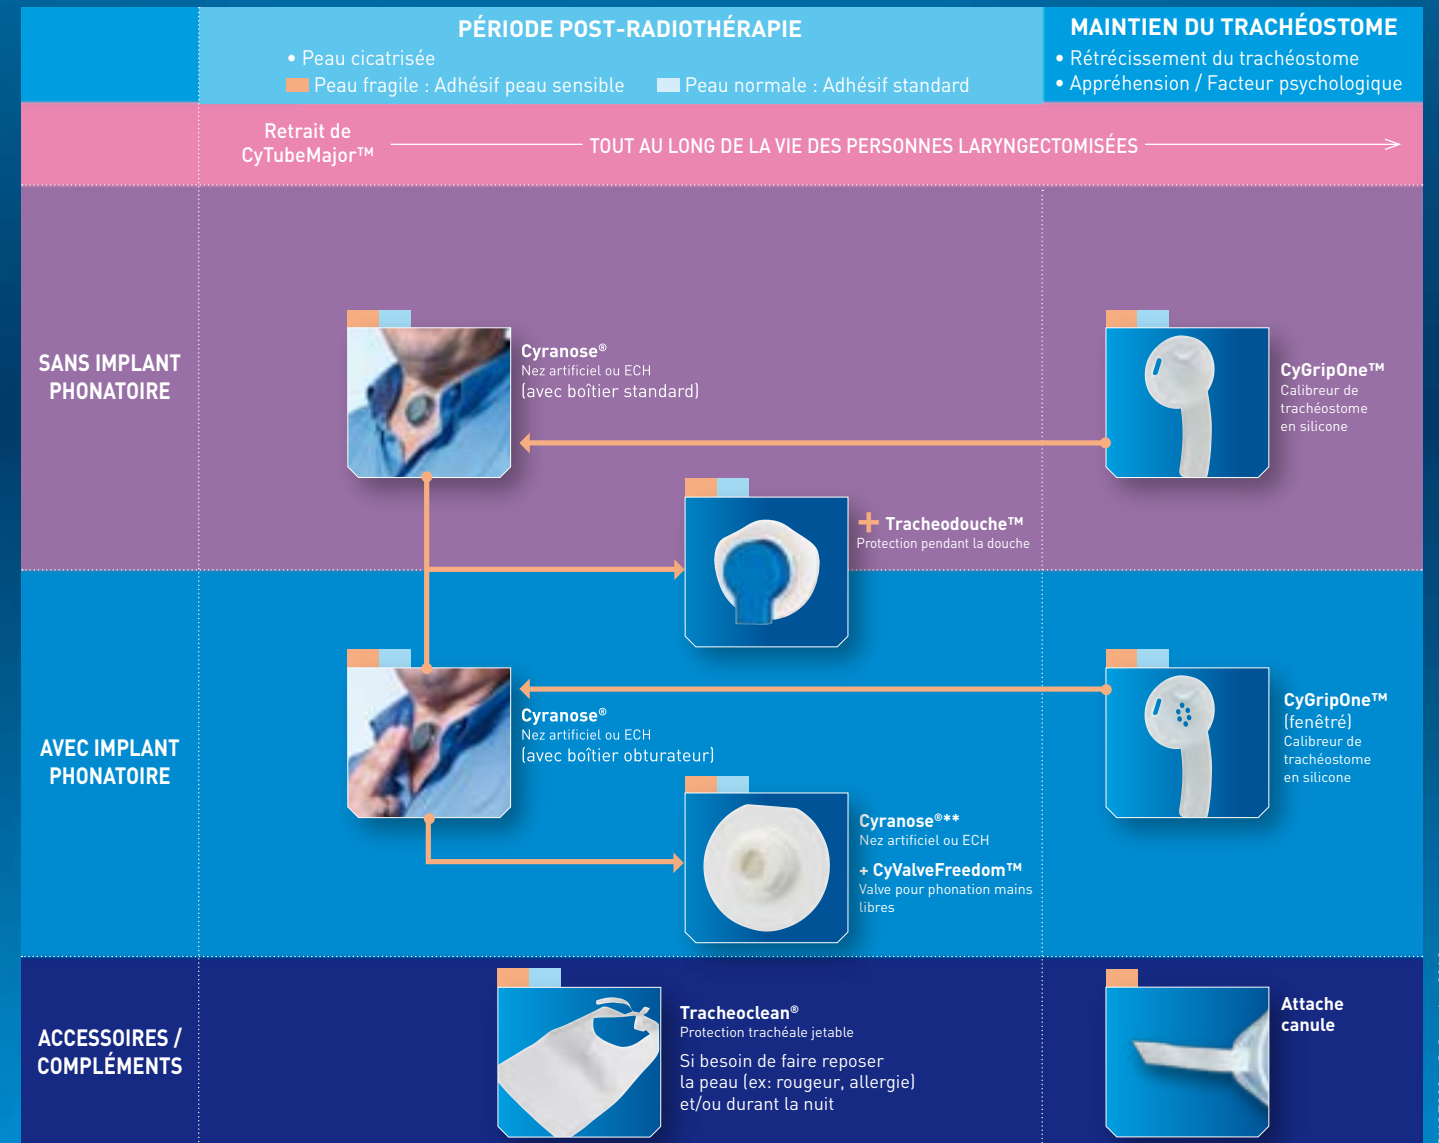 PÉRIODE POST-RADIOTHÉRAPIE
• Peau cicatrisée
Peau fragile : Adhésif peau sensible
Peau normale : Adhésif standard
MAINTIEN DU TRACHÉOSTOME
• Rétrécissement du trachéostome
• Appréhension / Facteur psychologique
Retrait de
CyTubeMajor™
TOUT AU LONG DE LA VIE DES PERSONNES LARYNGECTOMISÉES
SANS IMPLANT
PHONATOIRE
Cyranose®
Nez artificiel ou ECH
(avec boîtier standard)
CyGripOne™
Calibreur de
trachéostome
en silicone
+ Tracheodouche™
Protection pendant la douche
AVEC IMPLANT
PHONATOIRE
Cyranose®
Nez artificiel ou ECH
(avec boîtier obturateur)
CyGripOne™
(fenêtré)
Calibreur de
trachéostome
en silicone
Cyranose®**
Nez artificiel ou ECH
+ CyValveFreedom™
Valve pour phonation mains
libres
ACCESSOIRES /
COMPLÉMENTS
Tracheoclean®
Protection trachéale jetable
Si besoin de faire reposer
la peau (ex: rougeur, allergie)
et/ou durant la nuit
Attache
canule